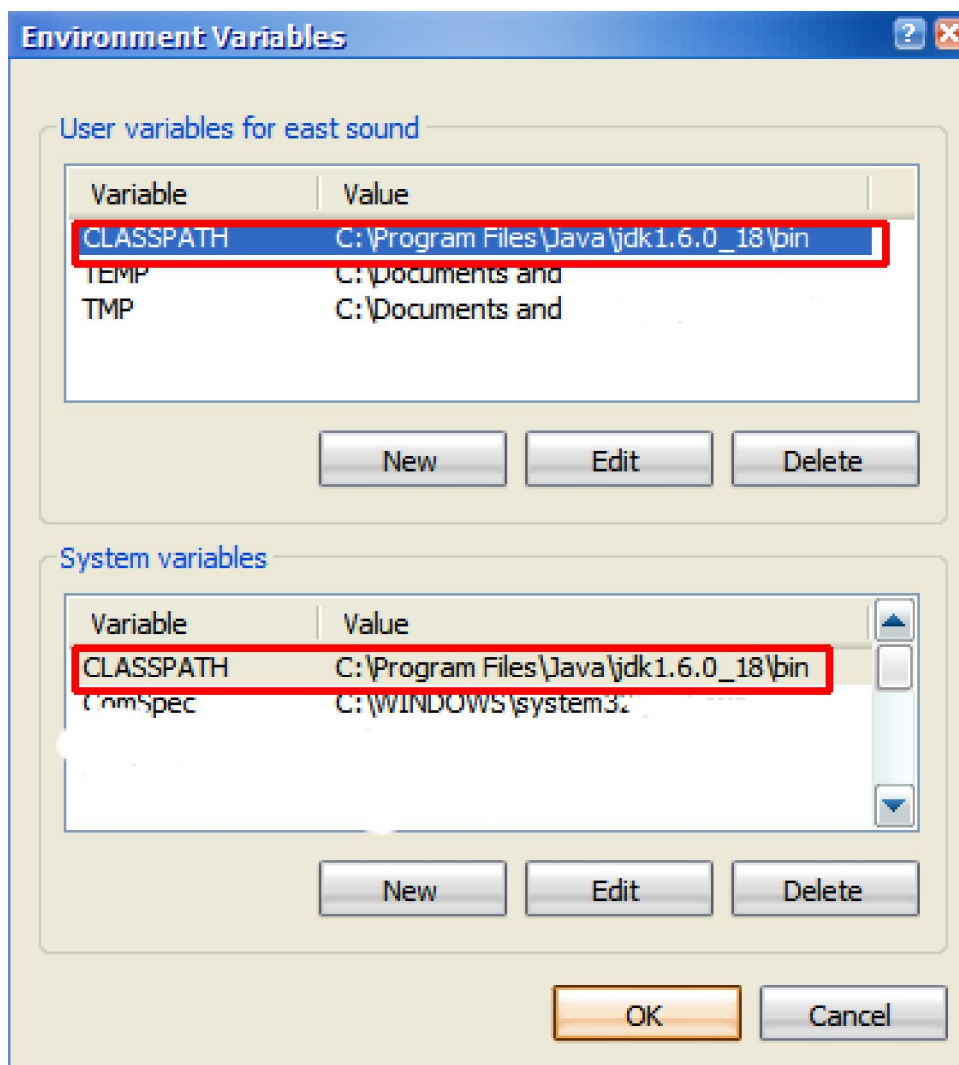 Environment Variables
User variables for east sound
Variable Value
CLASSPATH C:\Program Files\Java\jdk1.6.0_18\bin
TEMP C:\Documents and
TMP C:\Documents and
New Edit Delete
System variables
Variable Value
CLASSPATH C:\Program Files\Java\jdk1.6.0_18\bin
ComSpec C:\WINDOWS\system32
New Edit Delete
OK Cancel